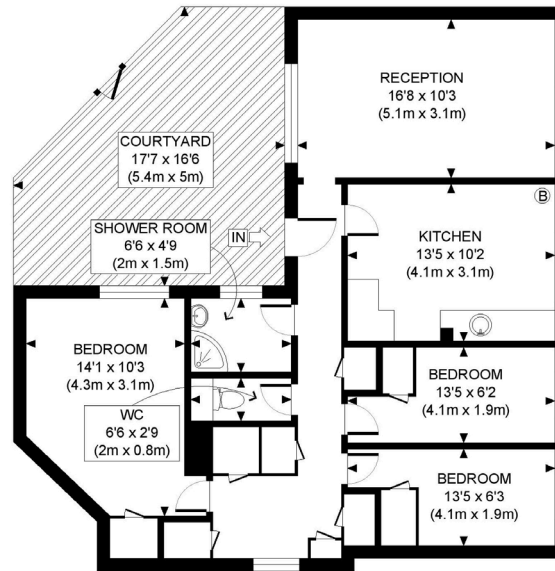 RECEPTION
16'8 x 10'3
(5.1m x 3.1m)
COURTYARD
17'7 x 16'6
(5.4m x 5m)
SHOWER ROOM
6'6 x 4'9
(2m x 1.5m)
IN
B
KITCHEN
13'5 x 10'2
(4.1m x 3.1m)
BEDROOM
14'1 x 10'3
(4.3m x 3.1m)
BEDROOM
13'5 x 6'2
(4.1m x 1.9m)
WC
6'6 x 2'9
(2m x 0.8m)
BEDROOM
13'5 x 6'3
(4.1m x 1.9m)